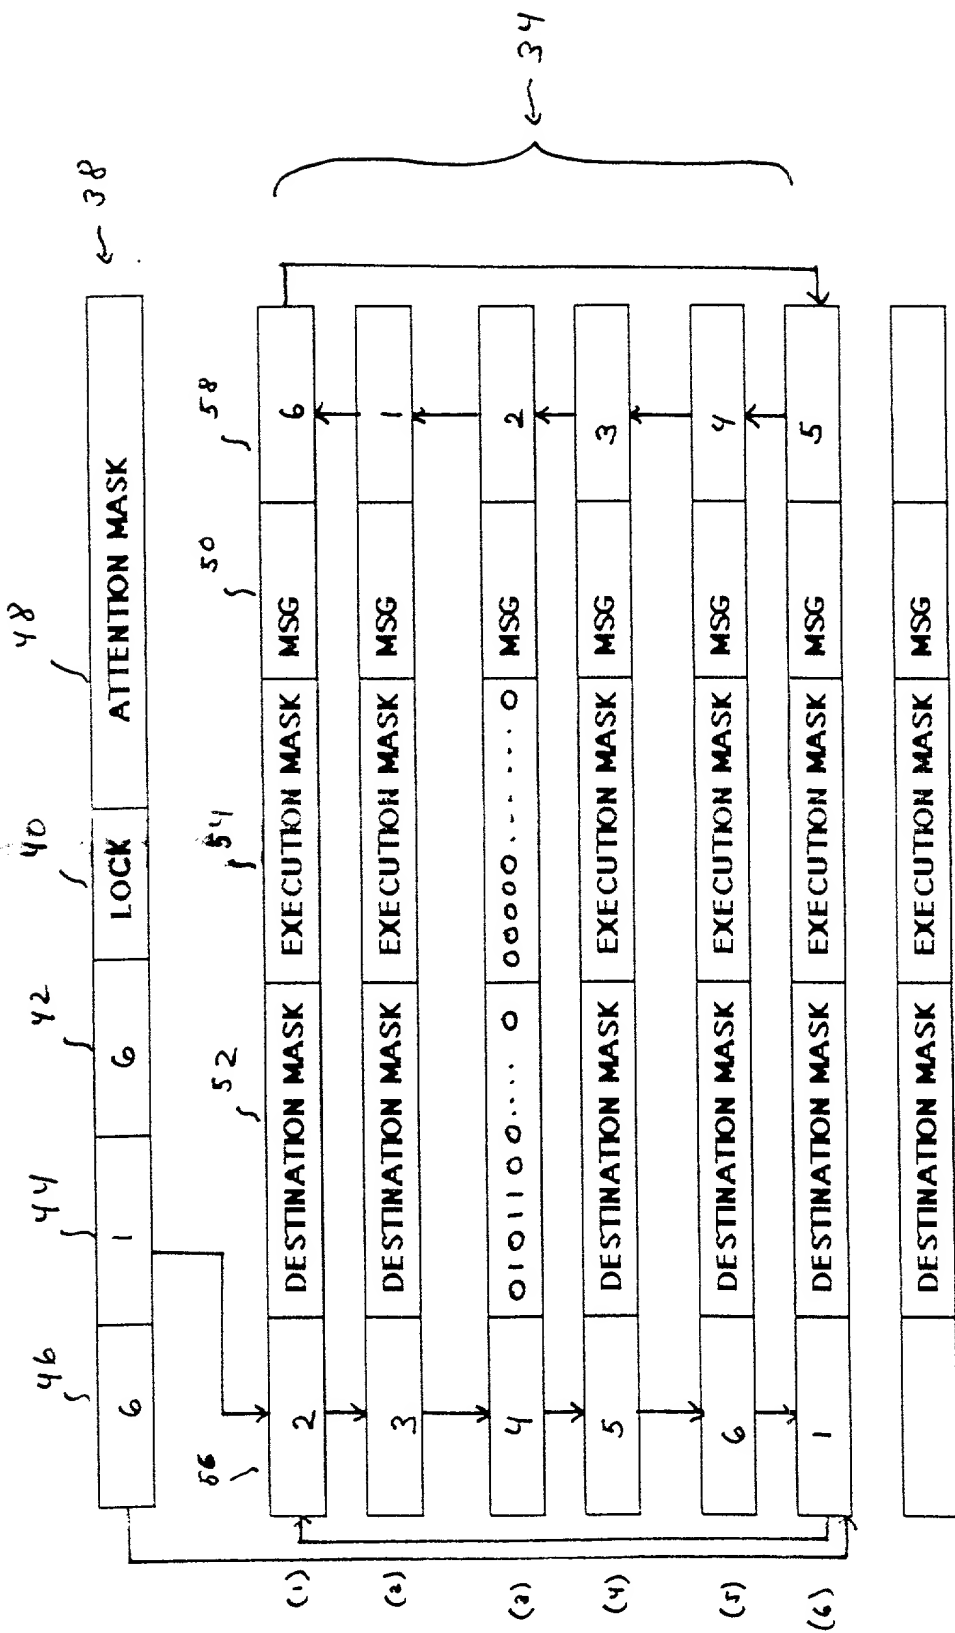 ← 38
46 44 42 40 48
6 1 6 LOCK ATTENTION MASK
56 52 54 50 58
(1) 2 DESTINATION MASK EXECUTION MASK MSG 6
(2) 3 DESTINATION MASK EXECUTION MASK MSG 1
← 34
(3) 4 0101100....0 00000.......0 MSG 2
(4) 5 DESTINATION MASK EXECUTION MASK MSG 3
(5) 6 DESTINATION MASK EXECUTION MASK MSG 4
(6) 1 DESTINATION MASK EXECUTION MASK MSG 5
DESTINATION MASK EXECUTION MASK MSG